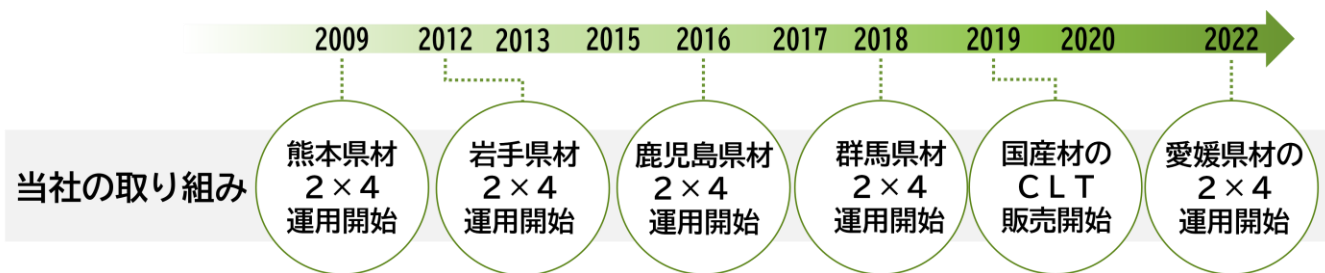 2009 2012 2013 2015 2016 2017 2018 2019 2020 2022
当社の取り組み
熊本県材
２×４
運用開始
岩手県材
２×４
運用開始
鹿児島県材
２×４
運用開始
群馬県材
２×４
運用開始
国産材の
ＣＬＴ
販売開始
愛媛県材の
２×４
運用開始